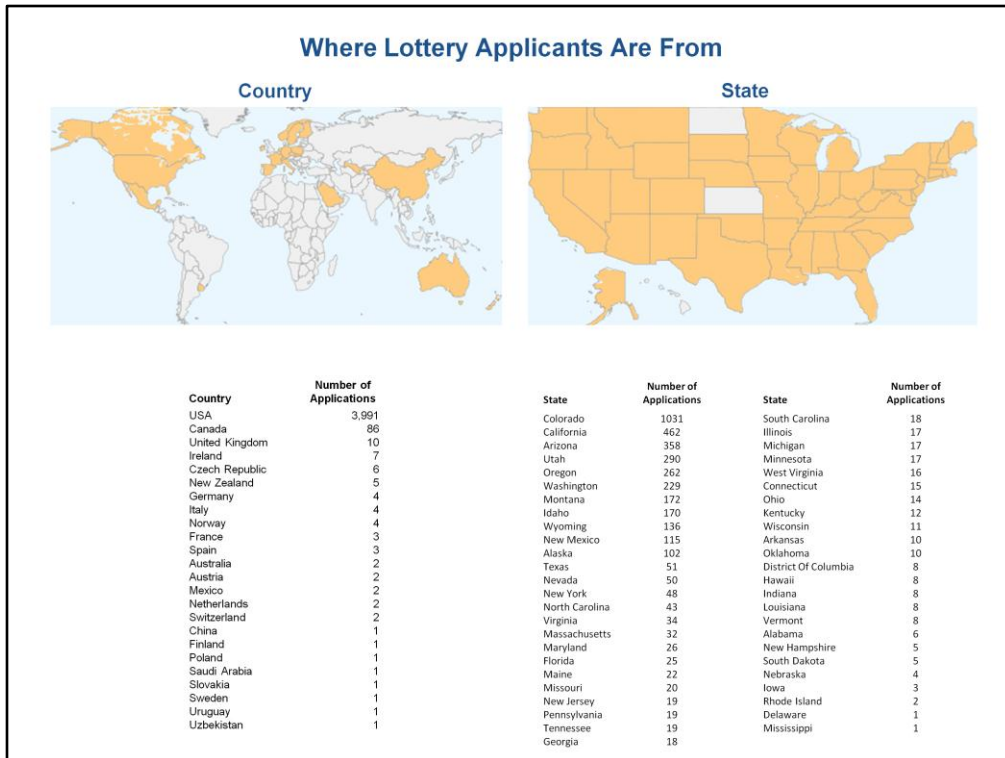 Where Lottery Applicants Are From
Country
State
Country Number of Applications
USA 3,991
Canada 86
United Kingdom 10
Ireland 7
Czech Republic 6
New Zealand 5
Germany 4
Italy 4
Norway 4
France 3
Spain 3
Australia 2
Austria 2
Mexico 2
Netherlands 2
Switzerland 2
China 1
Finland 1
Poland 1
Saudi Arabia 1
Slovakia 1
Sweden 1
Uruguay 1
Uzbekistan 1
State Number of Applications
Colorado 1031
California 462
Arizona 358
Utah 290
Oregon 262
Washington 229
Montana 172
Idaho 170
Wyoming 136
New Mexico 115
Alaska 102
Texas 51
Nevada 50
New York 48
North Carolina 43
Virginia 34
Massachusetts 32
Maryland 26
Florida 25
Maine 22
Missouri 20
New Jersey 19
Pennsylvania 19
Tennessee 19
Georgia 18
State Number of Applications
South Carolina 18
Illinois 17
Michigan 17
Minnesota 17
West Virginia 16
Connecticut 15
Ohio 14
Kentucky 12
Wisconsin 11
Arkansas 10
Oklahoma 10
District Of Columbia 8
Hawaii 8
Indiana 8
Louisiana 8
Vermont 8
Alabama 6
New Hampshire 5
South Dakota 5
Nebraska 4
Iowa 3
Rhode Island 2
Delaware 1
Mississippi 1